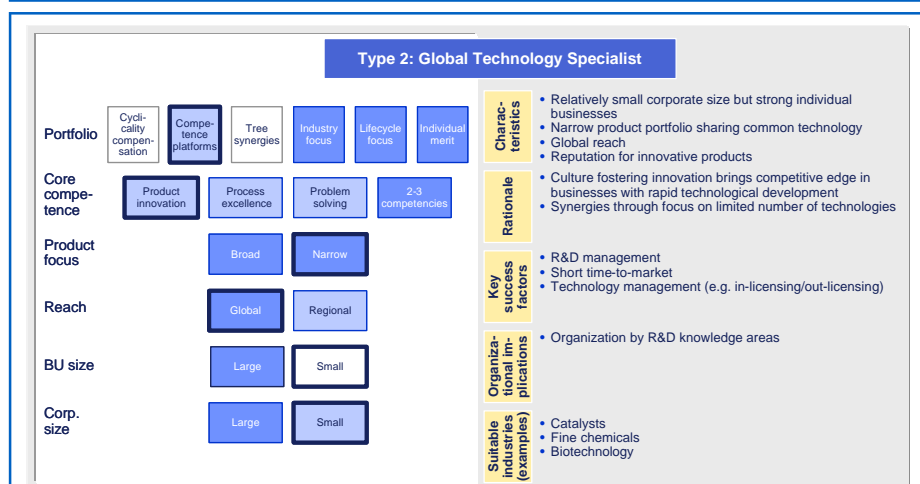 Type 2: Global Technology Specialist
Portfolio
Cycli-
cality
compen-
sation
Compe-
tence
platforms
Tree
synergies
Industry
focus
Lifecycle
focus
Individual
merit
Core
compe-
tence
Product
innovation
Process
excellence
Problem
solving
2-3
competencies
Product
focus
Broad
Narrow
Reach
Global
Regional
BU size
Large
Small
Corp.
size
Large
Small
Charac-
teristics
• Relatively small corporate size but strong individual
businesses
• Narrow product portfolio sharing common technology
• Global reach
• Reputation for innovative products
Rationale
• Culture fostering innovation brings competitive edge in
businesses with rapid technological development
• Synergies through focus on limited number of technologies
Key
success
factors
• R&D management
• Short time-to-market
• Technology management (e.g. in-licensing/out-licensing)
Organiza-
tional im-
plications
• Organization by R&D knowledge areas
Suitable
industries
(examples)
• Catalysts
• Fine chemicals
• Biotechnology